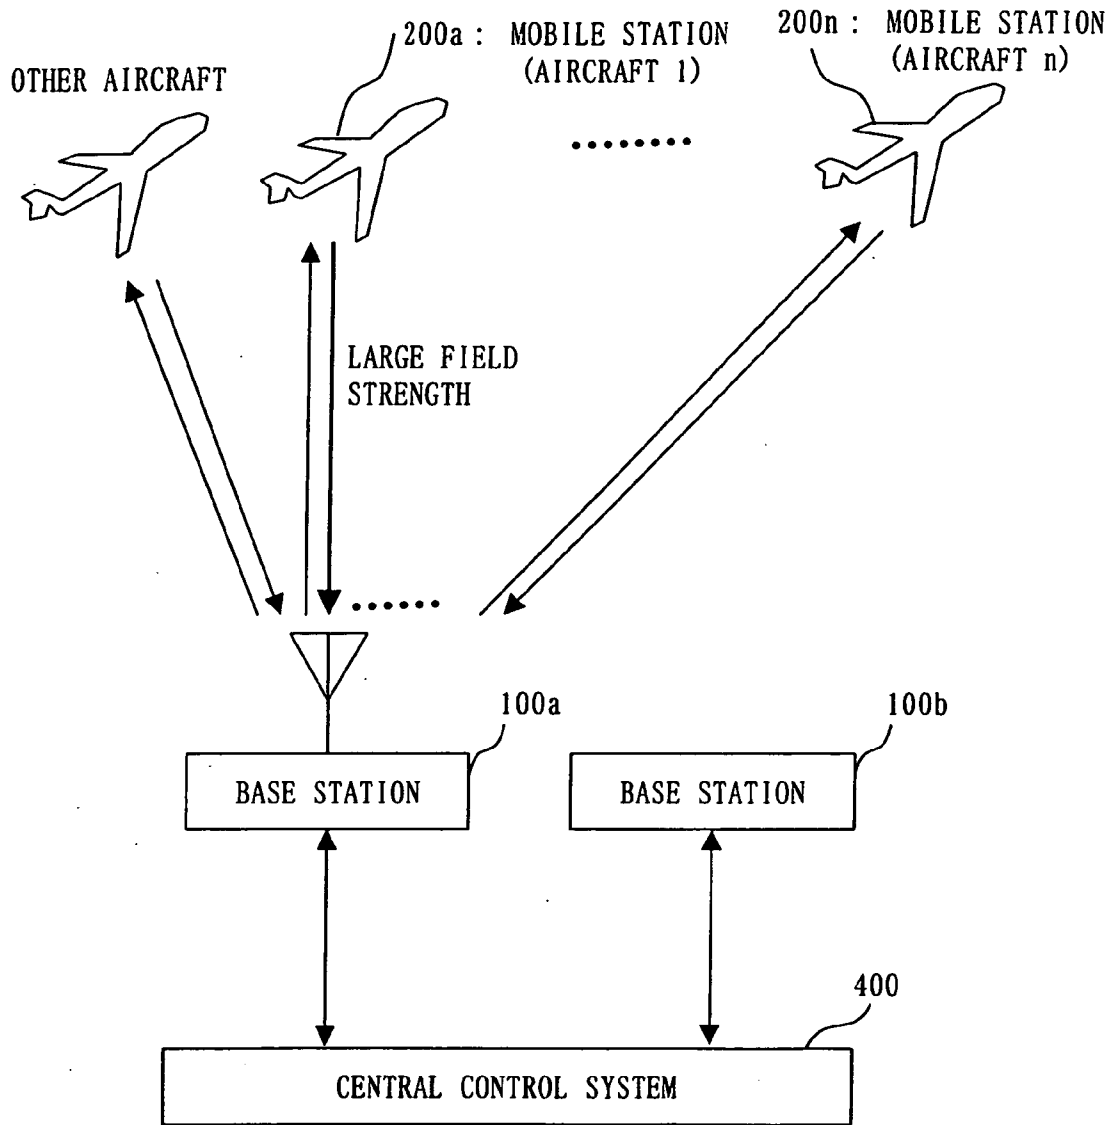 200a : MOBILE STATION
(AIRCRAFT 1)
200n : MOBILE STATION
(AIRCRAFT n)
OTHER AIRCRAFT
LARGE FIELD
STRENGTH
100a
100b
BASE STATION
BASE STATION
400
CENTRAL CONTROL SYSTEM